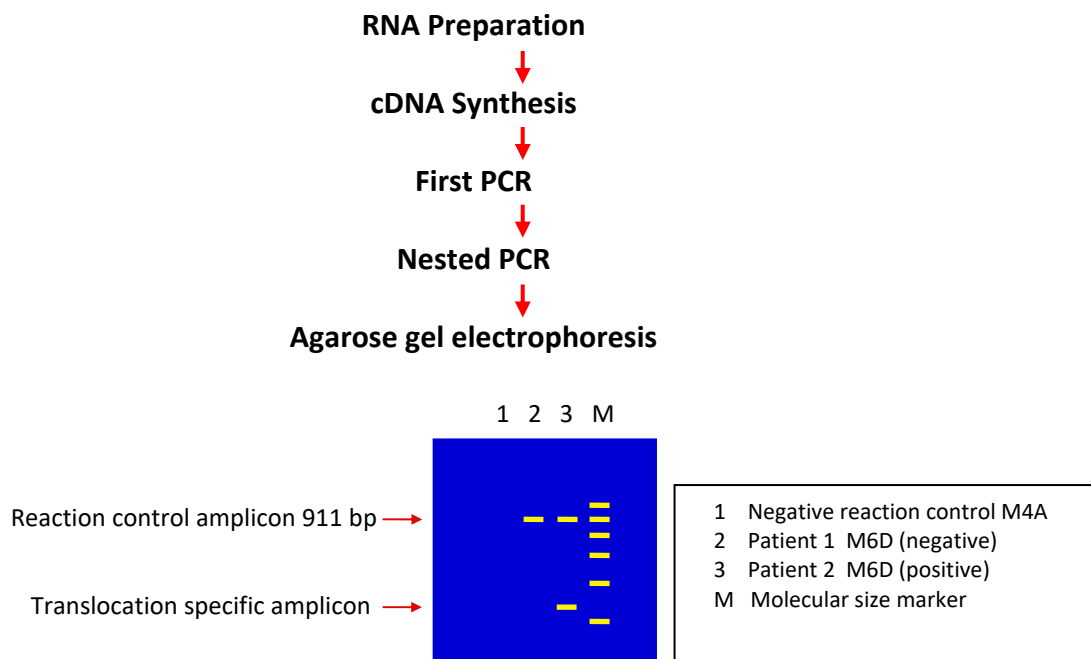 RNA Preparation
cDNA Synthesis
First PCR
Nested PCR
Agarose gel electrophoresis
1 2 3 M
Reaction control amplicon 911 bp
Translocation specific amplicon
1 Negative reaction control M4A
2 Patient 1 M6D (negative)
3 Patient 2 M6D (positive)
M Molecular size marker